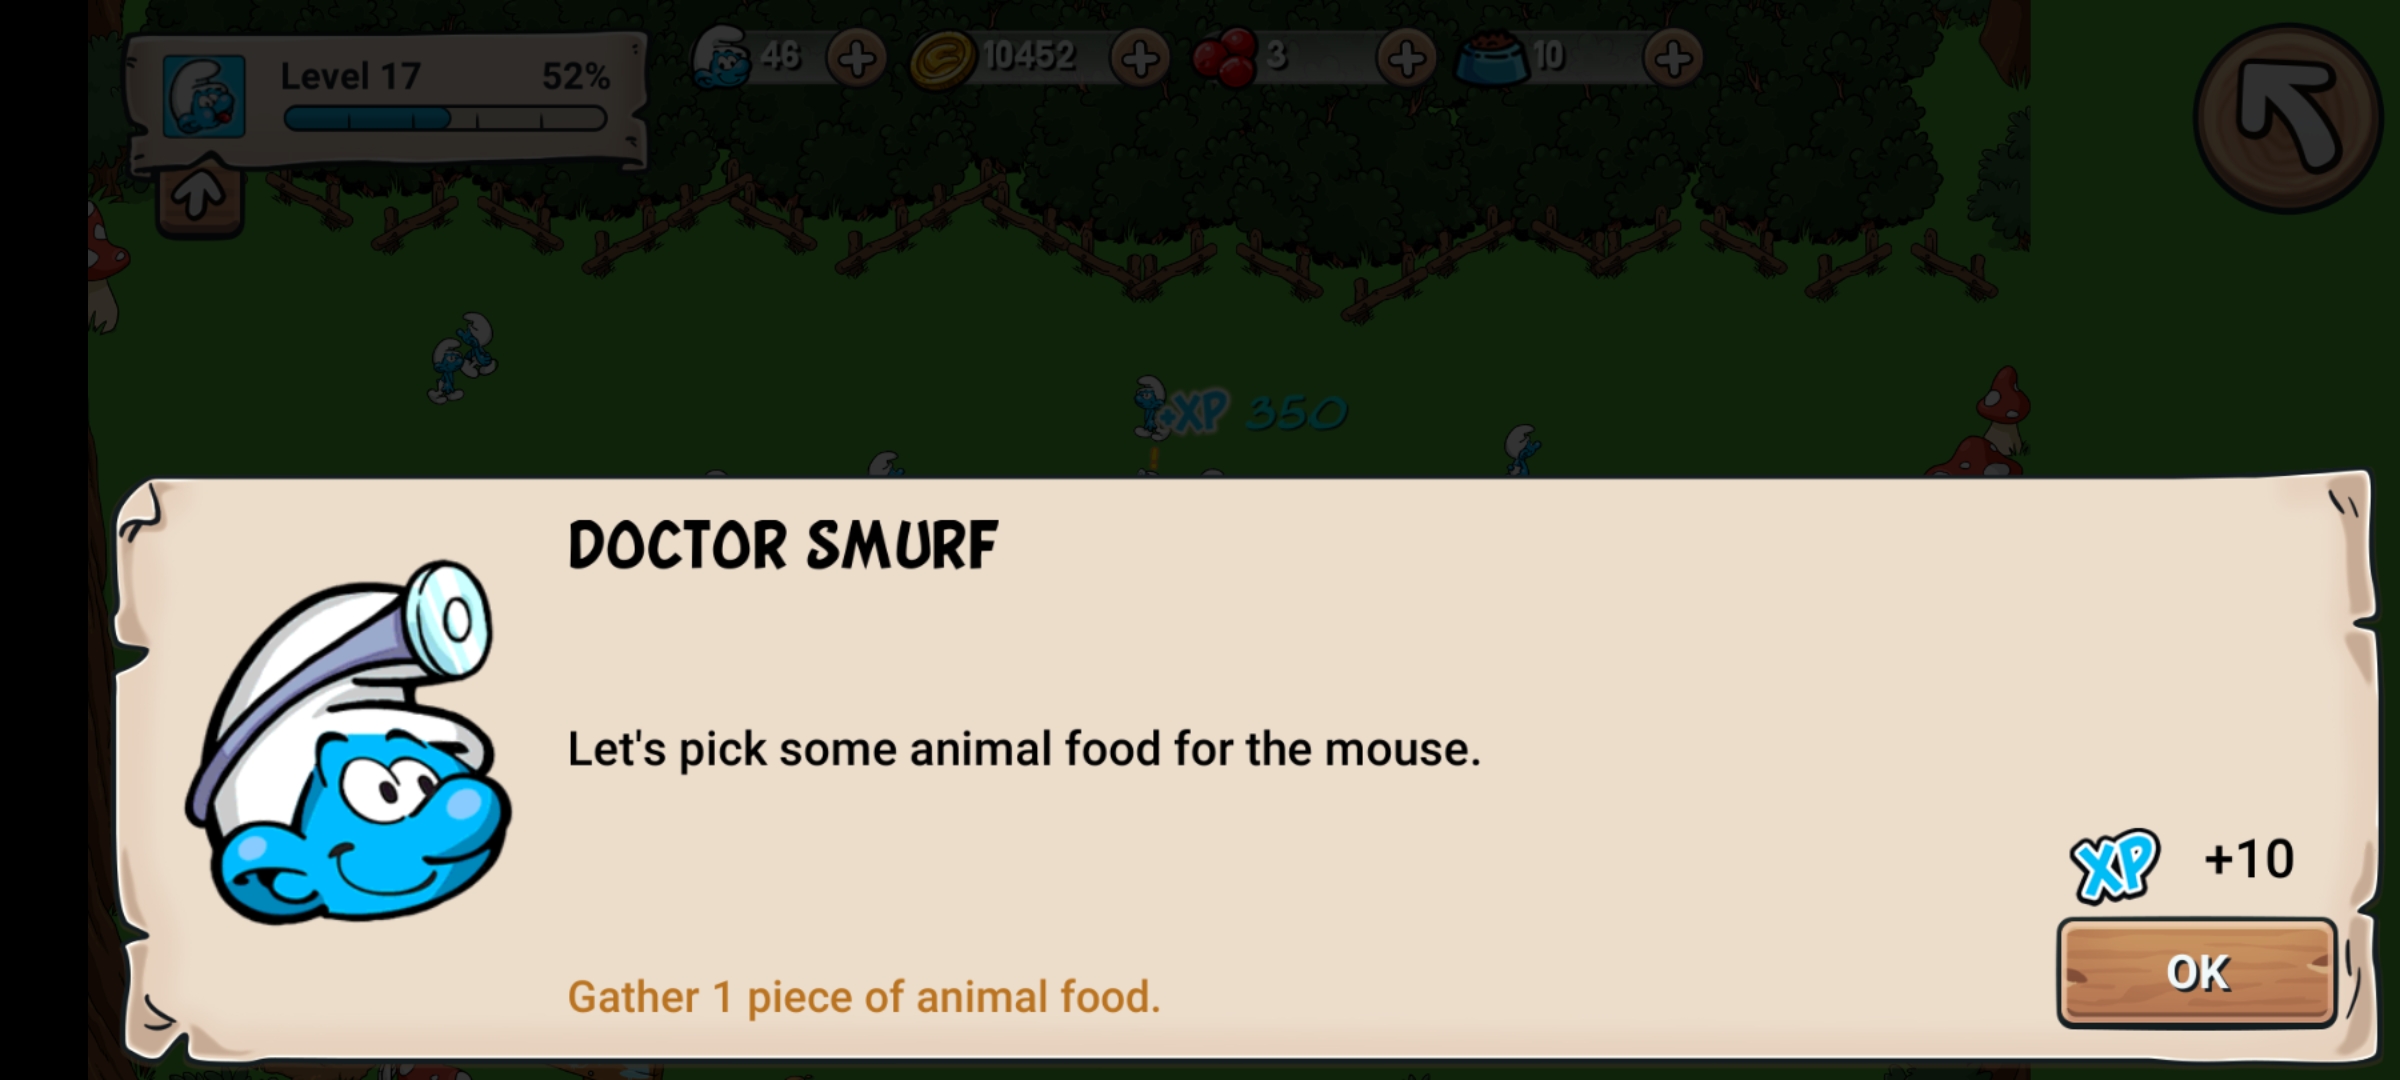 Level 17 52%
46 10452 3 10
+XP 350
DOCTOR SMURF
Let's pick some animal food for the mouse.
XP +10
OK
Gather 1 piece of animal food.